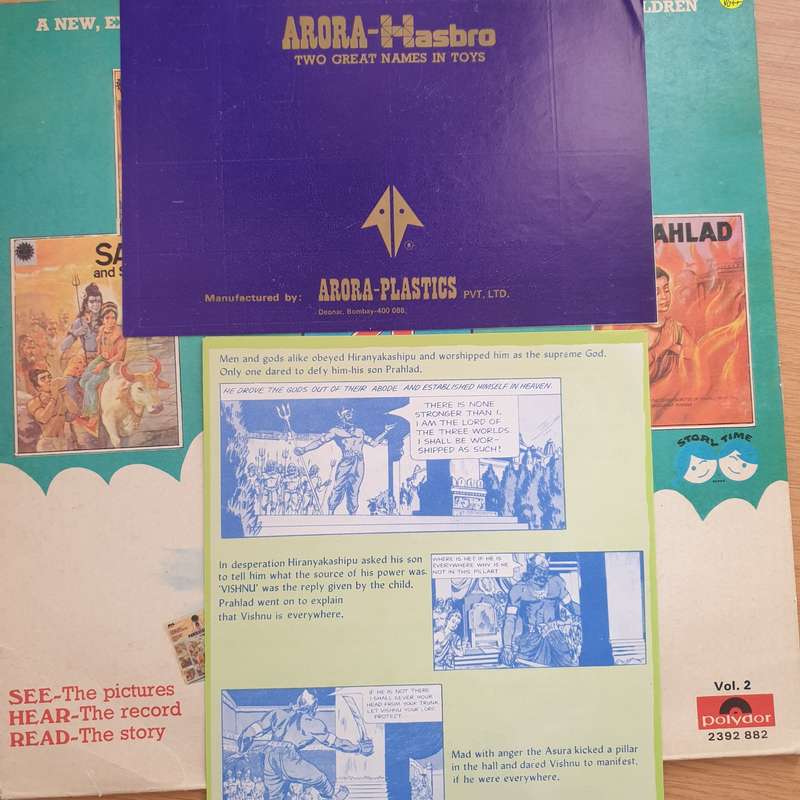 A NEW,
LDREN
ARORA-Hasbro
TWO GREAT NAMES IN TOYS
Manufactured by: ARORA-PLASTICS PVT. LTD.
Deonar, Bombay-400 088.
SA
and S
AHLAD
STORY TIME
Men and gods alike obeyed Hiranyakashipu and worshipped him as the supreme God.
Only one dared to defy him-his son Prahlad.
HE DROVE THE GODS OUT OF THEIR ABODE AND ESTABLISHED HIMSELF IN HEAVEN.
THERE IS NONE
STRONGER THAN I.
I AM THE LORD OF
THE THREE WORLDS
I SHALL BE WOR-
SHIPPED AS SUCH!
In desperation Hiranyakashipu asked his son
to tell him what the source of his power was.
'VISHNU' was the reply given by the child.
Prahlad went on to explain
that Vishnu is everywhere.
WHERE IS HE? IF HE IS
EVERYWHERE WHY IS HE
NOT IN THIS PILLAR?
IF HE IS NOT THERE
I SHALL SEVER YOUR
HEAD FROM YOUR TRUNK.
LET VISHNU YOUR LORD
PROTECT
Mad with anger the Asura kicked a pillar
in the hall and dared Vishnu to manifest,
if he were everywhere.
SEE-The pictures
HEAR-The record
READ-The story
Vol. 2
polydor
2392 882